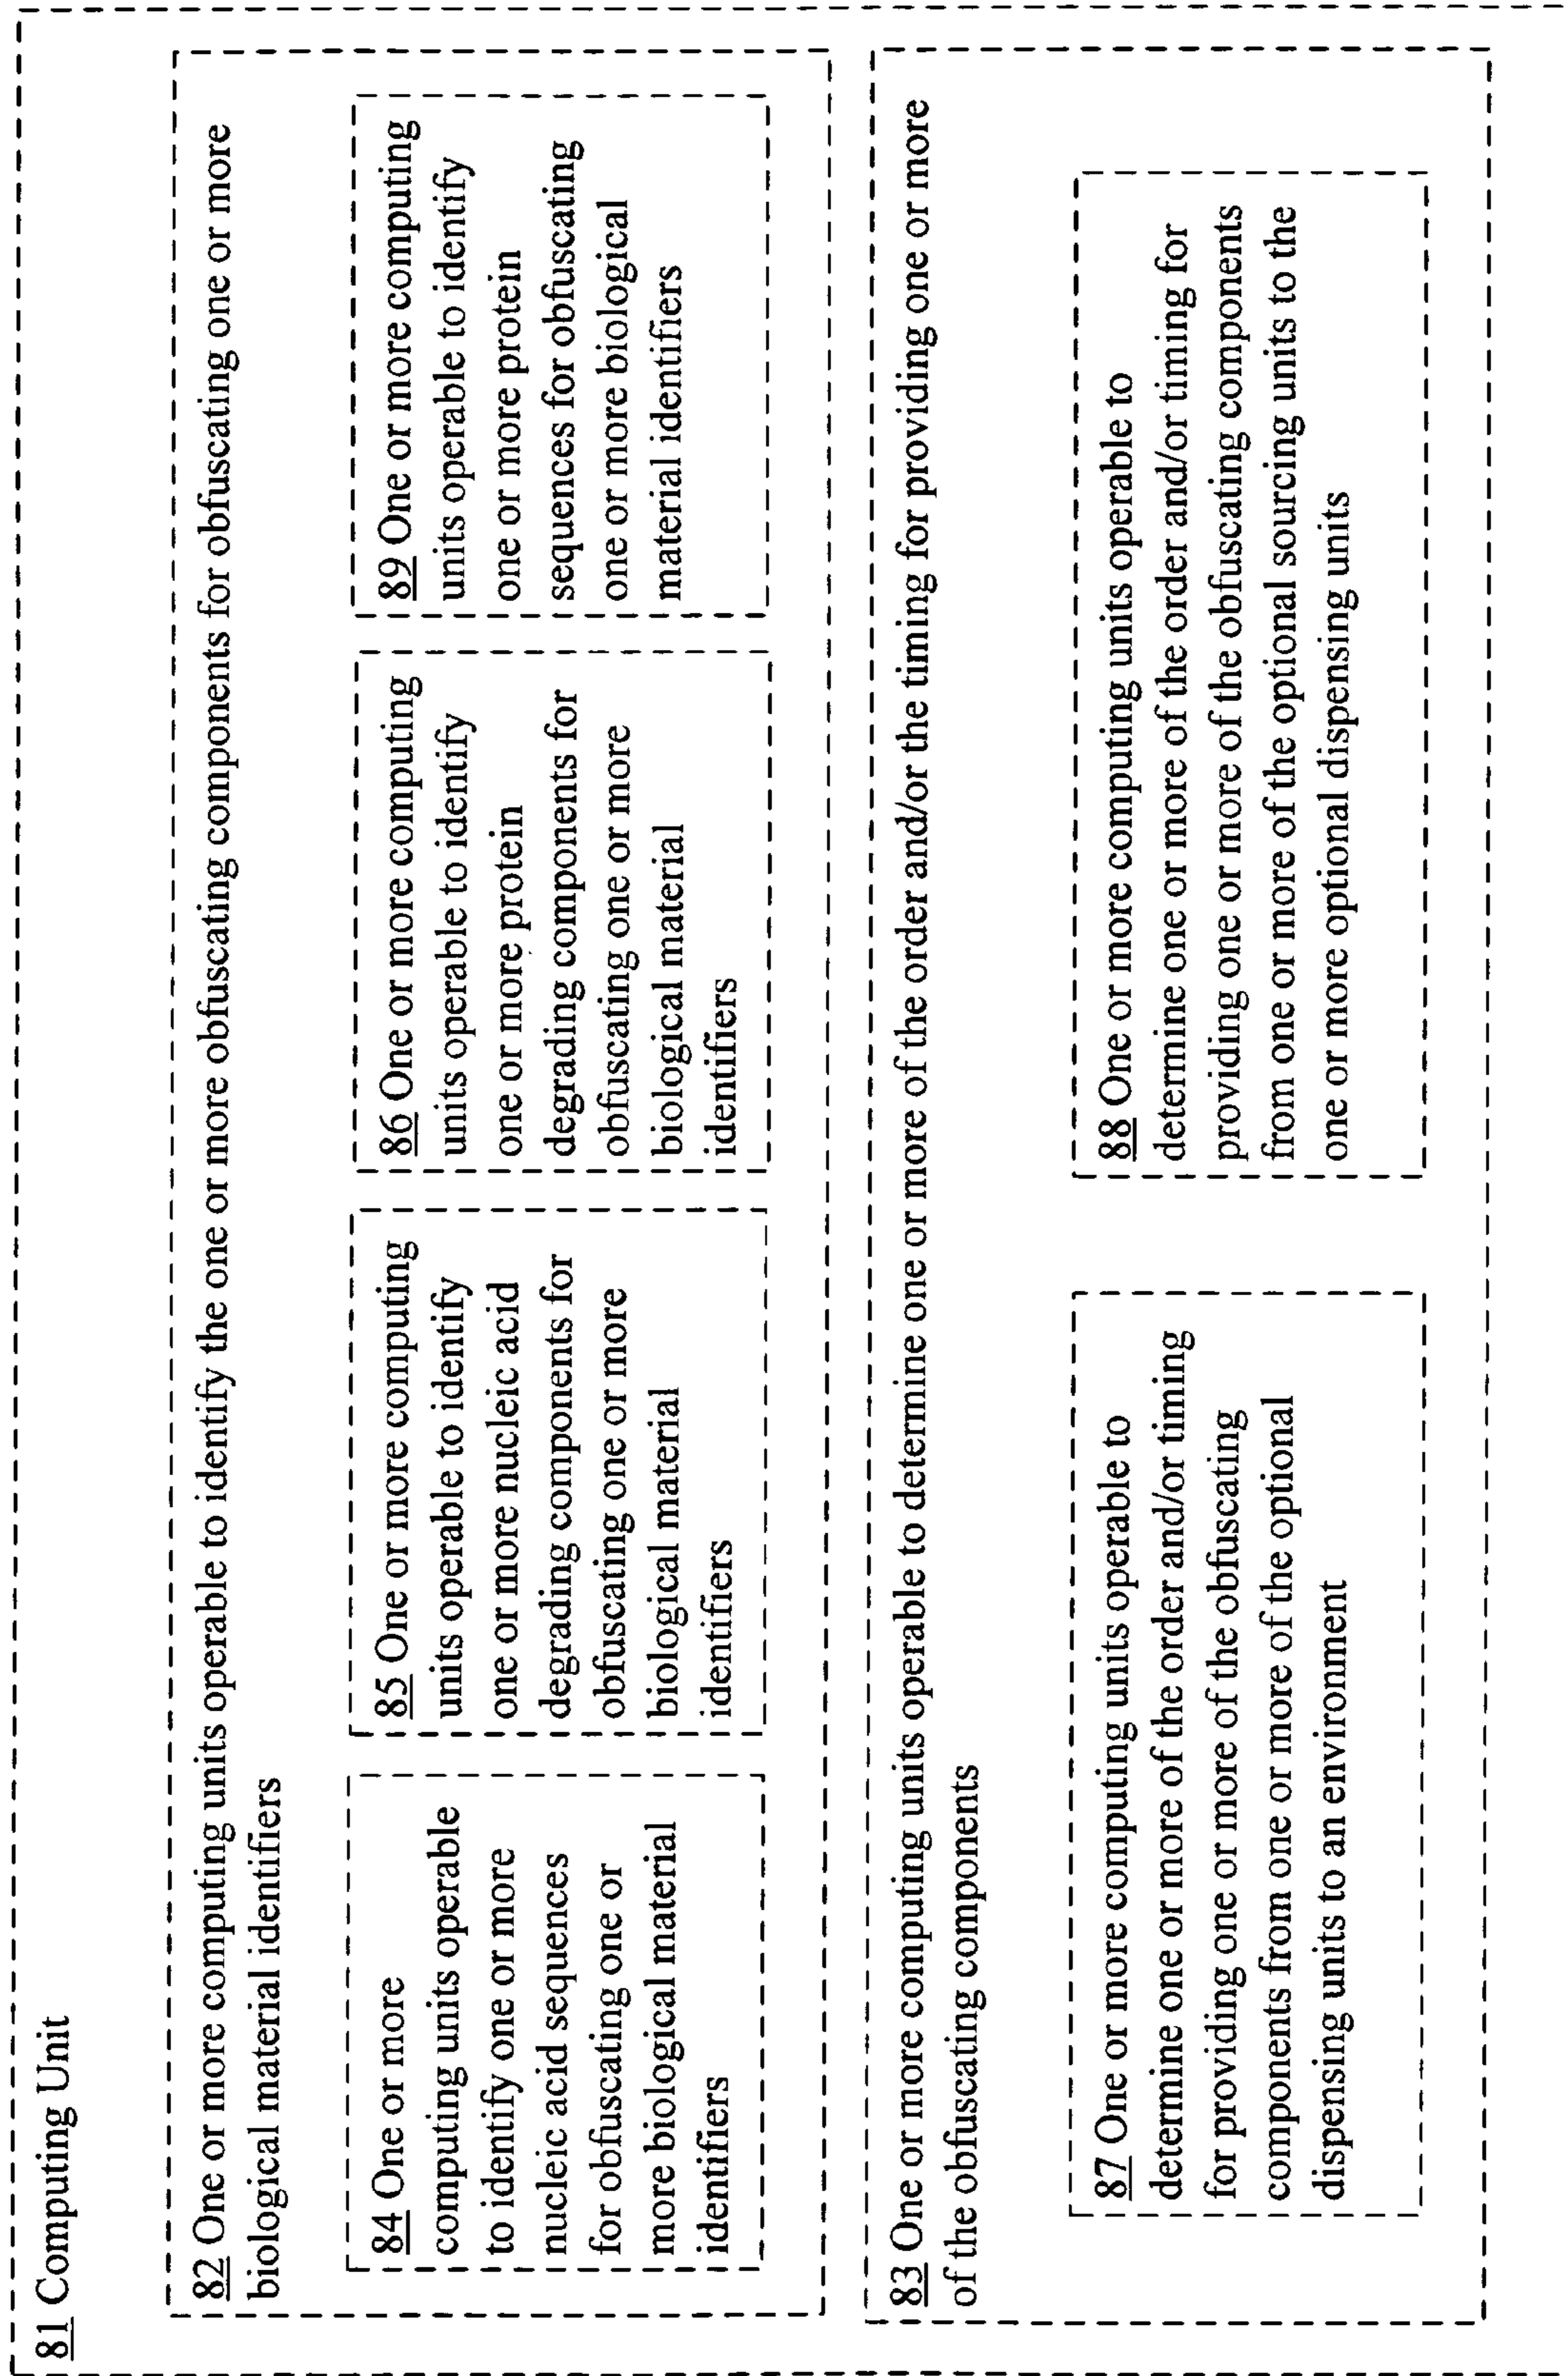 81 Computing Unit
82 One or more computing units operable to identify the one or more obfuscating components for obfuscating one or more
biological material identifiers
84 One or more
computing units operable
to identify one or more
nucleic acid sequences
for obfuscating one or
more biological material
identifiers
85 One or more computing
units operable to identify
one or more nucleic acid
degrading components for
obfuscating one or more
biological material
identifiers
86 One or more computing
units operable to identify
one or more protein
degrading components for
obfuscating one or more
biological material
identifiers
89 One or more computing
units operable to identify
one or more protein
sequences for obfuscating
one or more biological
material identifiers
83 One or more computing units operable to determine one or more of the order and/or the timing for providing one or more
of the obfuscating components
87 One or more computing units operable to
determine one or more of the order and/or timing
for providing one or more of the obfuscating
components from one or more of the optional
dispensing units to an environment
88 One or more computing units operable to
determine one or more of the order and/or timing for
providing one or more of the obfuscating components
from one or more of the optional sourcing units to the
one or more optional dispensing units